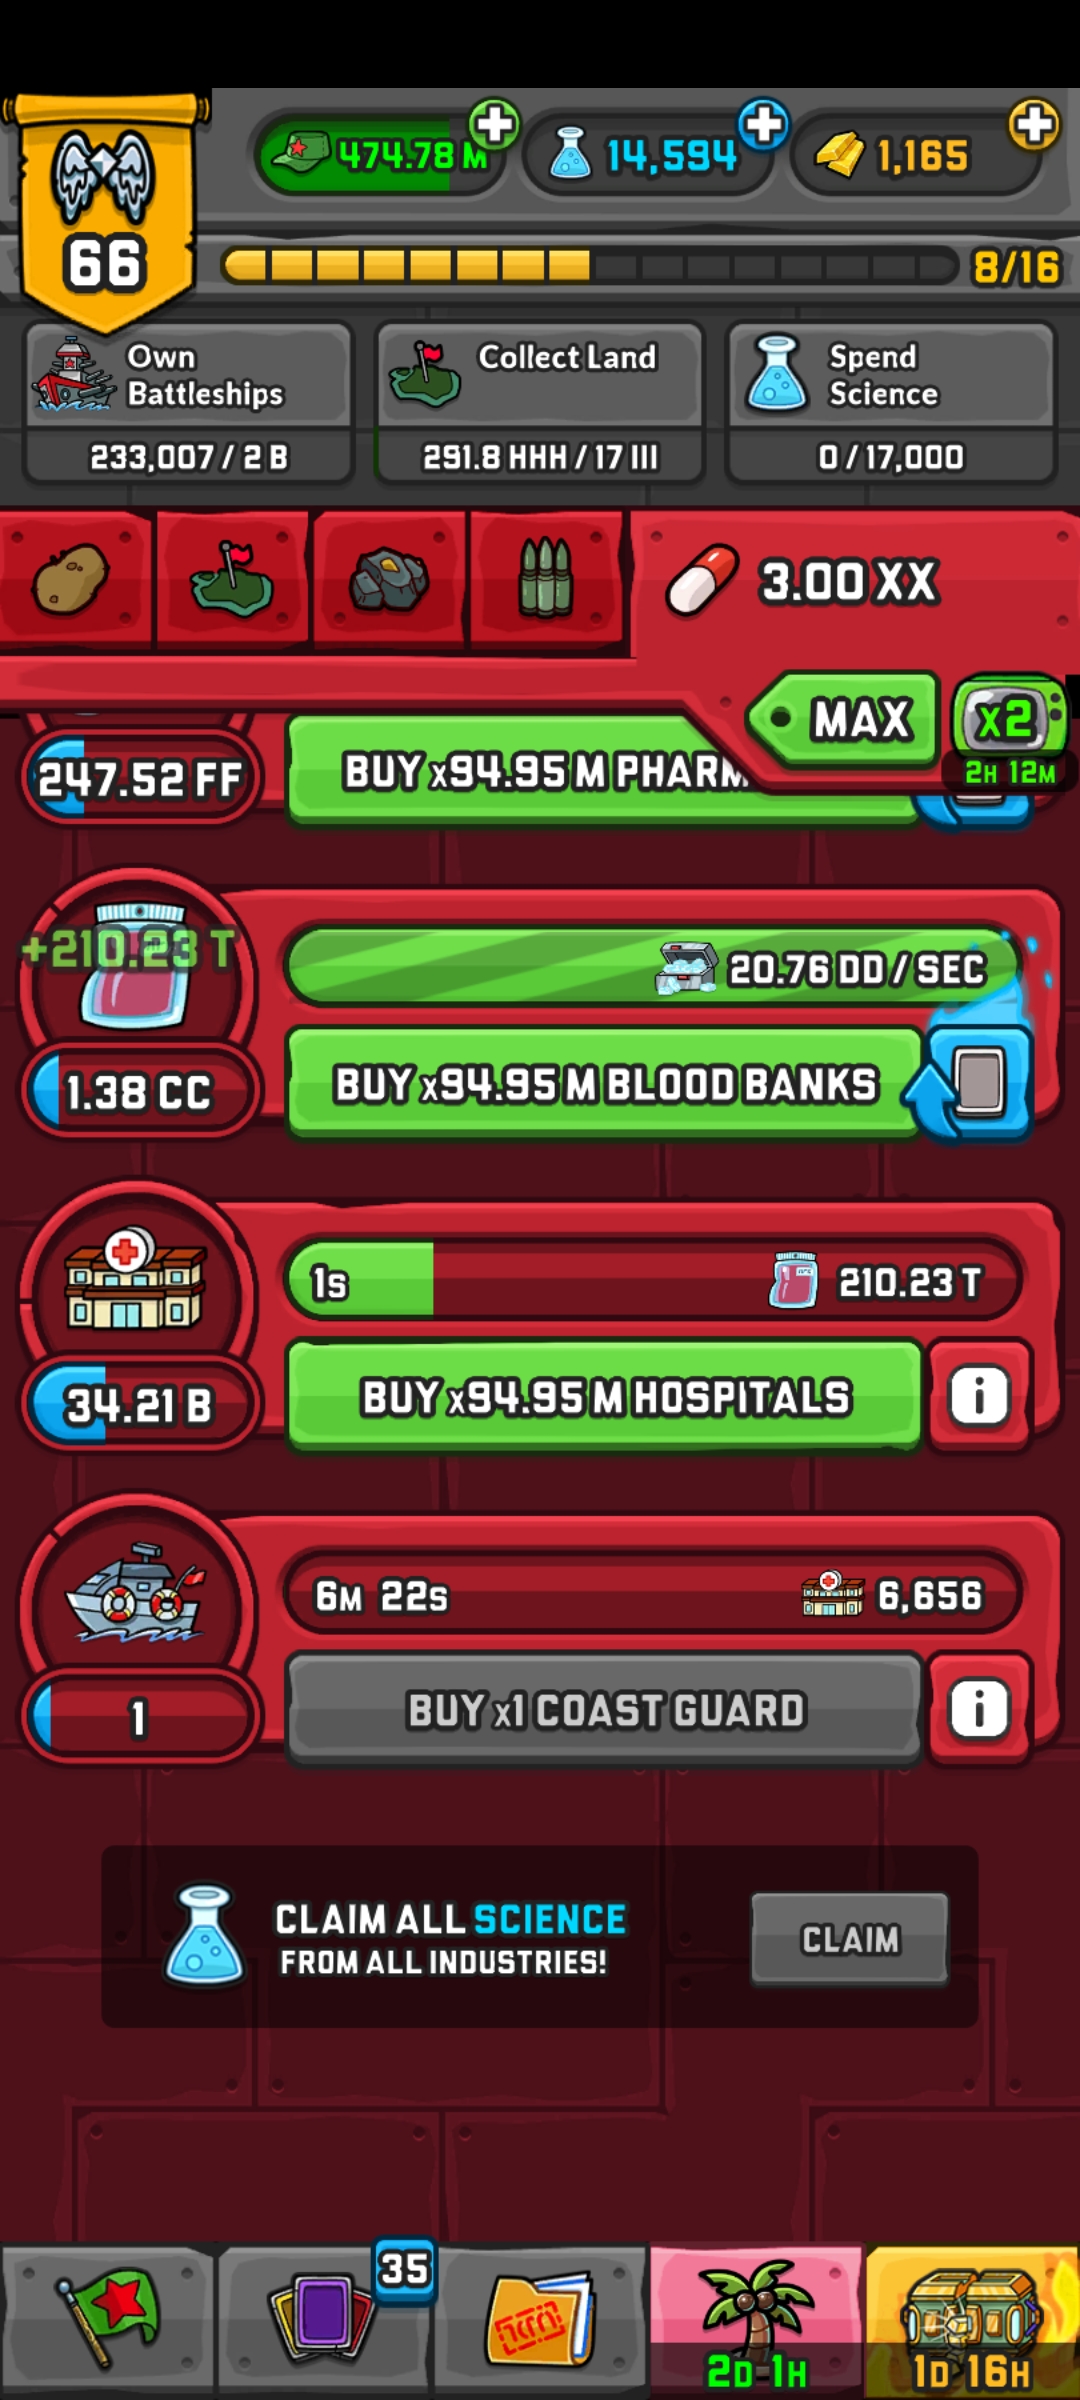 474.78 M
14,594
1,165
66
8/16
Own
Battleships
233,007 / 2 B
Collect Land
291.8 HHH / 17 III
Spend
Science
0 / 17,000
3.00 XX
MAX
x2
2H 12M
247.52 FF
BUY x94.95 M
+210.23 T
20.76 DD / SEC
1.38 CC
BUY x94.95 M BLOOD BANKS
1S
210.23 T
34.21 B
BUY x94.95 M HOSPITALS
i
6M 22S
6,656
1
BUY x1 COAST GUARD
i
CLAIM ALL SCIENCE
FROM ALL INDUSTRIES!
CLAIM
35
2D 1H
1D 16H